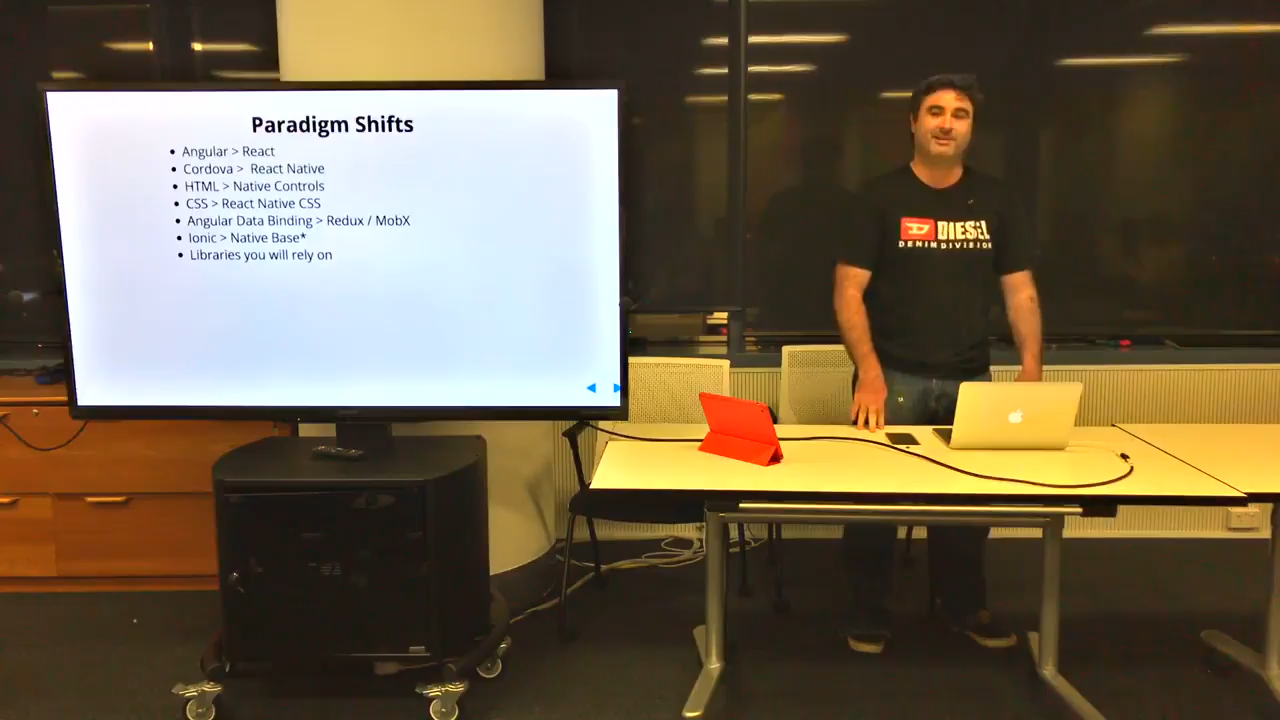 Paradigm Shifts
• Angular > React
• Cordova > React Native
• HTML > Native Controls
• CSS > React Native CSS
• Angular Data Binding > Redux / MobX
• Ionic > Native Base*
• Libraries you will rely on
DIESEL
DENIM DIVISION